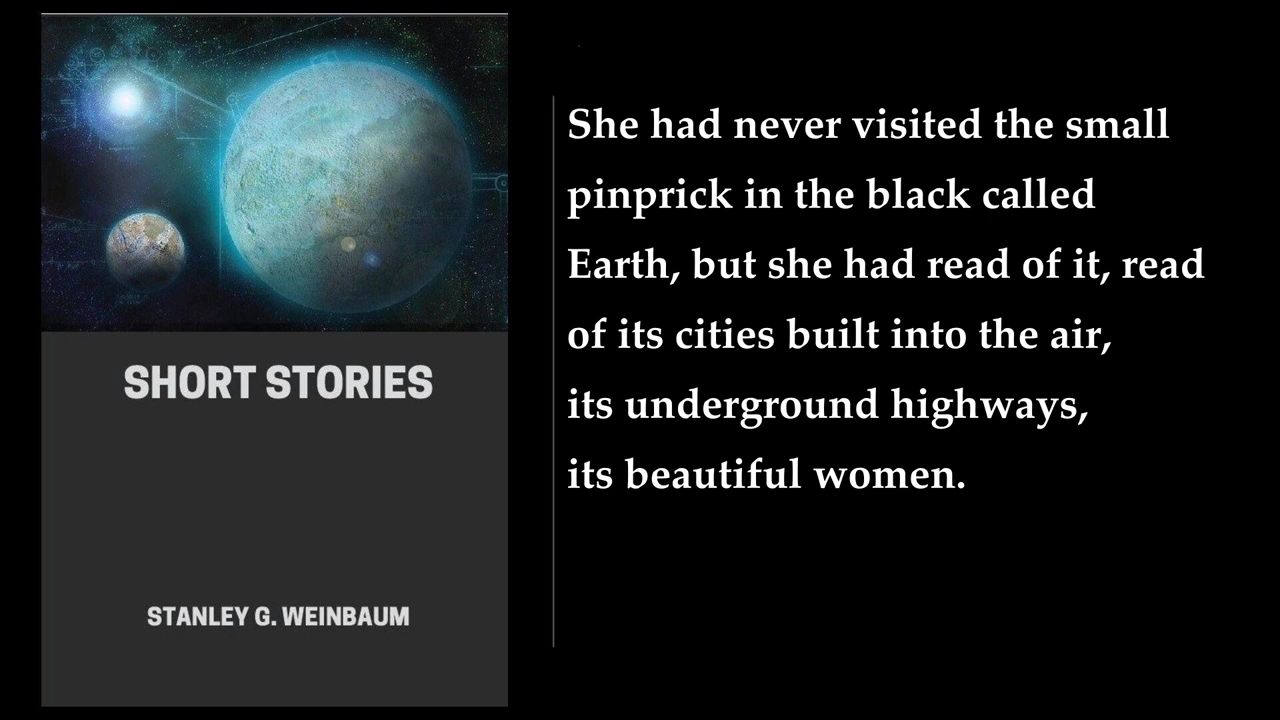 SHORT STORIES
STANLEY G. WEINBAUM
She had never visited the small
pinprick in the black called
Earth, but she had read of it, read
of its cities built into the air,
its underground highways,
its beautiful women.